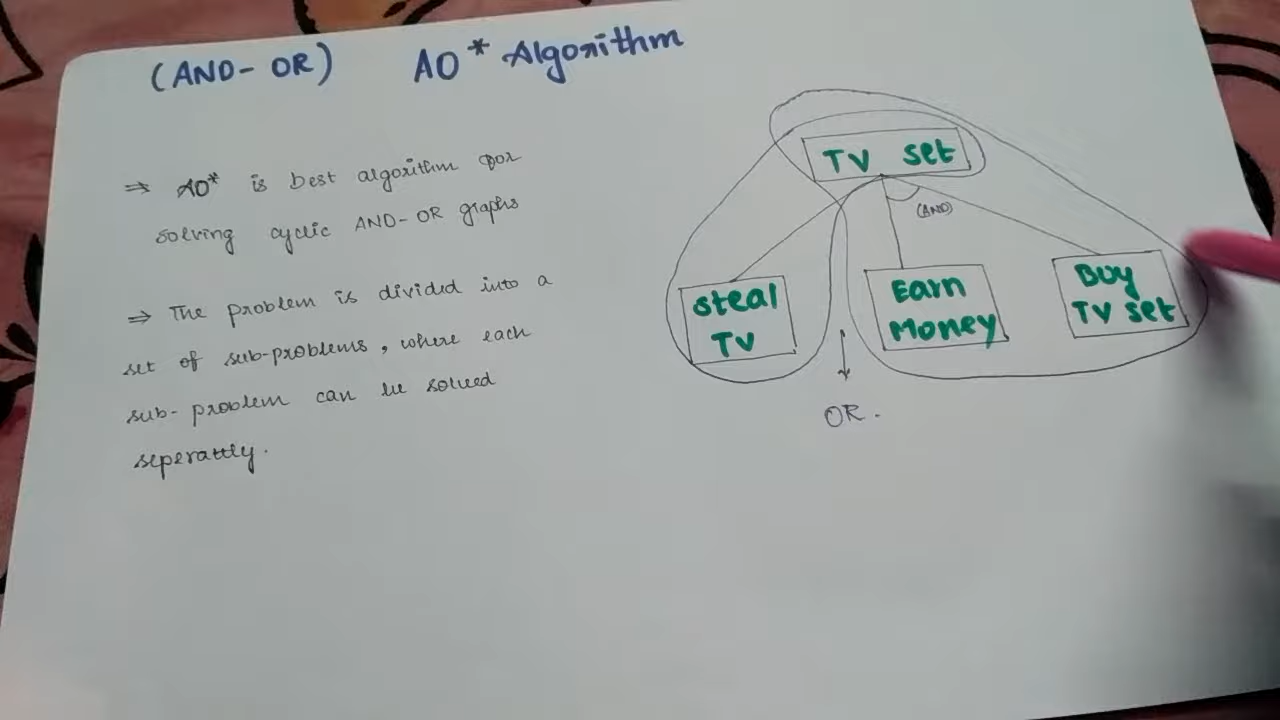 (AND-OR) AO* Algorithm
⇒ AO* is best algorithm for
solving cyclic AND-OR graphs
⇒ The problem is divided into a
set of sub-problems, where each
sub-problem can be solved
seperattly.
TV set
(AND)
Steal
TV
Earn
Money
Buy
TV set
OR.